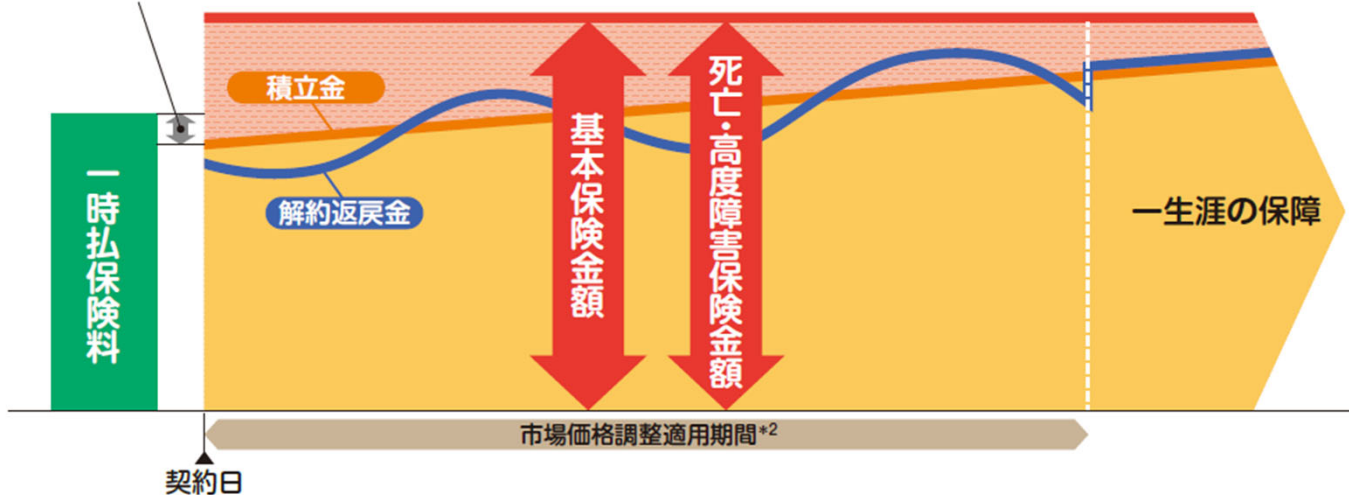 積立金
解約返戻金
一時払保険料
基本保険金額
死亡・高度障害保険金額
一生涯の保障
市場価格調整適用期間*2
契約日